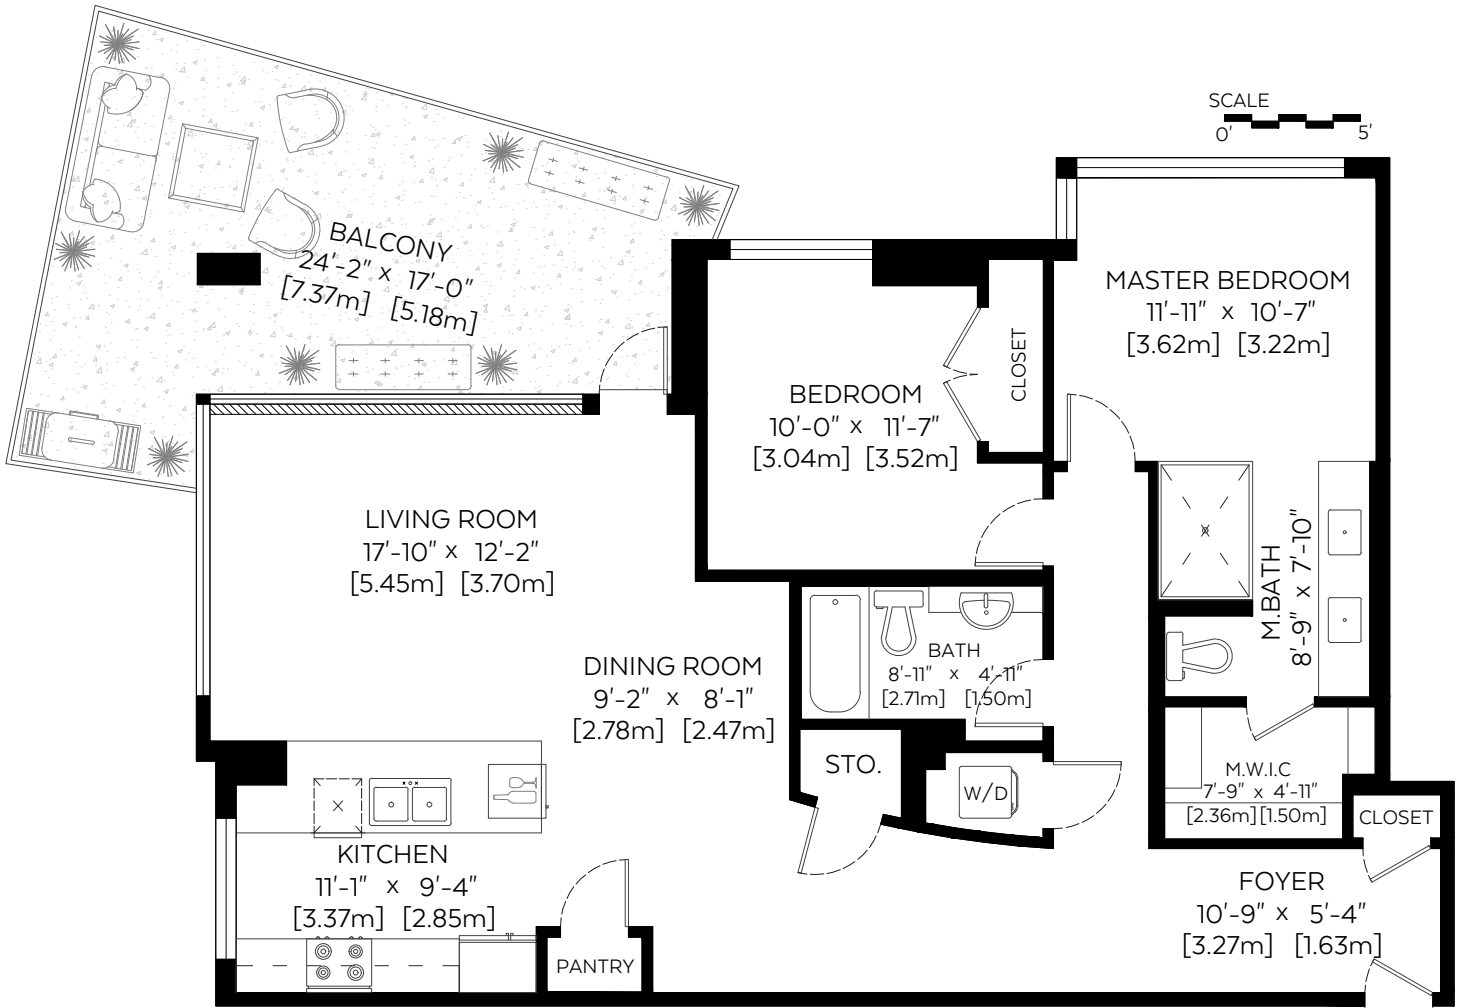 SCALE
0' 5'
BALCONY
24'-2" x 17'-0"
[7.37m] [5.18m]
MASTER BEDROOM
11'-11" x 10'-7"
[3.62m] [3.22m]
CLOSET
BEDROOM
10'-0" x 11'-7"
[3.04m] [3.52m]
LIVING ROOM
17'-10" x 12'-2"
[5.45m] [3.70m]
M.BATH
8'-9" x 7'-10"
BATH
8'-11" x 4'-11"
[2.71m] [1.50m]
DINING ROOM
9'-2" x 8'-1"
[2.78m] [2.47m]
STO.
W/D
M.W.I.C
7'-9" x 4'-11"
[2.36m] [1.50m]
CLOSET
KITCHEN
11'-1" x 9'-4"
[3.37m] [2.85m]
FOYER
10'-9" x 5'-4"
[3.27m] [1.63m]
PANTRY